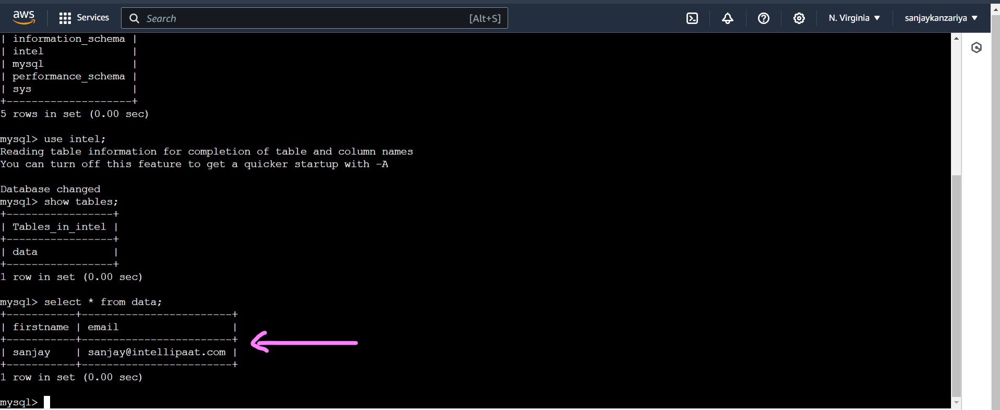 aws Services Search [Alt+S] N. Virginia sanjaykanzariya
| information_schema |
| intel              |
| mysql              |
| performance_schema |
| sys                |
+--------------------+
5 rows in set (0.00 sec)
mysql> use intel;
Reading table information for completion of table and column names
You can turn off this feature to get a quicker startup with -A
Database changed
mysql> show tables;
+-----------------+
| Tables_in_intel |
+-----------------+
| data            |
+-----------------+
1 row in set (0.00 sec)
mysql> select * from data;
+-----------+------------------------+
| firstname | email                  |
+-----------+------------------------+
| sanjay    | sanjay@intellipaat.com |
+-----------+------------------------+
1 row in set (0.00 sec)
mysql>